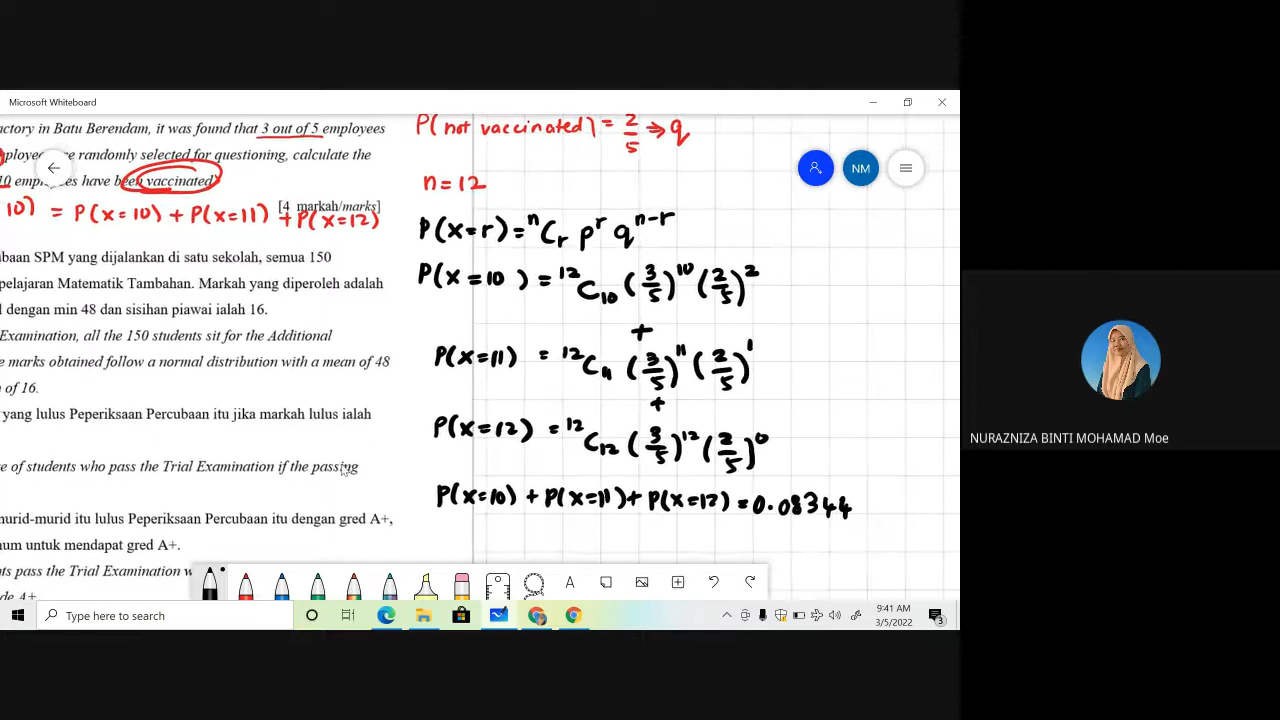 Microsoft Whiteboard
actory in Batu Berendam, it was found that 3 out of 5 employees
randomly selected for questioning, calculate the
10 employees have been vaccinated
[4 markah/marks]
10) = P(x=10) + P(x=11) + P(x=12)
baan SPM yang dijalankan di satu sekolah, semua 150
pelajaran Matematik Tambahan. Markah yang diperoleh adalah
l dengan min 48 dan sisihan piawai ialah 16.
Examination, all the 150 students sit for the Additional
e marks obtained follow a normal distribution with a mean of 48
n of 16.
yang lulus Peperiksaan Percubaan itu jika markah lulus ialah
e of students who pass the Trial Examination if the passing
nurid-murid itu lulus Peperiksaan Percubaan itu dengan gred A+,
num untuk mendapat gred A+.
nts pass the Trial Examination w
de A+
P(not vaccinated) = 2/5 → q
n = 12
P(x=r) = ⁿCᵣ pʳ qⁿ⁻ʳ
P(x=10) = ¹²C₁₀ (3/5)¹⁰ (2/5)²
+
P(x=11) = ¹²C₁₁ (3/5)¹¹ (2/5)¹
+
P(x=12) = ¹²C₁₂ (3/5)¹² (2/5)⁰
P(x=10) + P(x=11) + P(x=12) = 0.08344
NM
NURAZNIZA BINTI MOHAMAD Moe
Type here to search
9:41 AM
3/5/2022
3